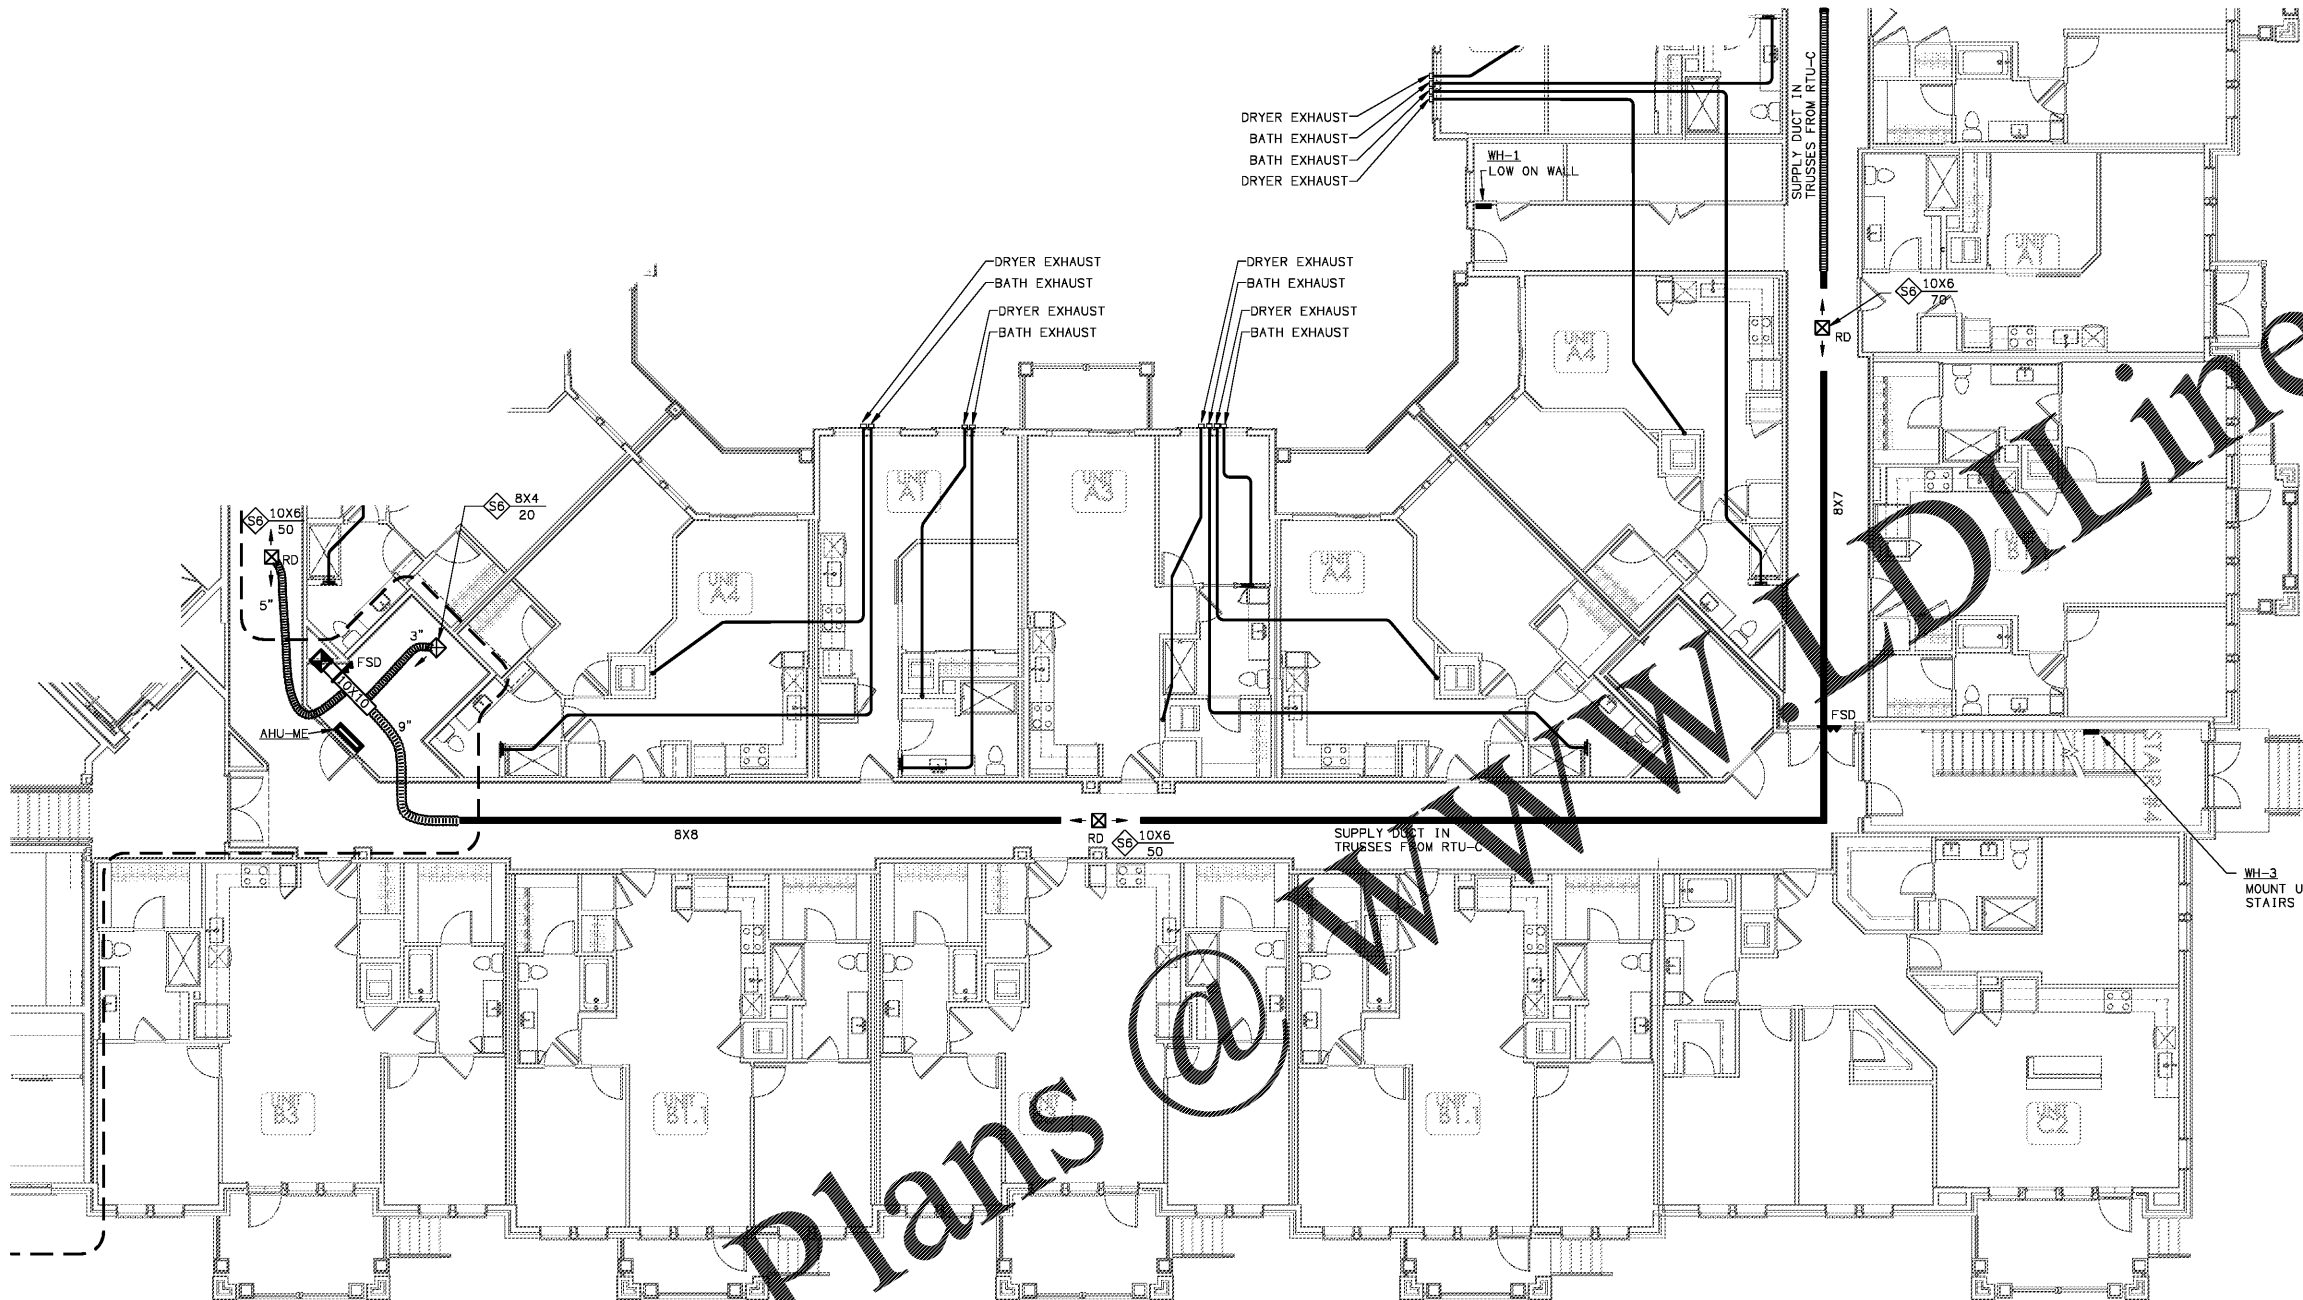 DRYER EXHAUST
BATH EXHAUST
BATH EXHAUST
DRYER EXHAUST
WH-1
LOW ON WALL
SUPPLY DUCT IN
TRUSSES FROM RTU-C
UNIT
A1
S6 10X6
70
RD
DRYER EXHAUST
BATH EXHAUST
DRYER EXHAUST
BATH EXHAUST
DRYER EXHAUST
BATH EXHAUST
DRYER EXHAUST
BATH EXHAUST
UNIT
A4
UNIT
A1
UNIT
A3
8X7
S6 8X4
20
S6 10X6
50
RD
5"
3"
FSD
10X10
9"
AHU-ME
UNIT
A4
UNIT
A4
FSD
STAIR #4
8X8
RD
S6 10X6
50
SUPPLY DUCT IN
TRUSSES FROM RTU-C
WH-3
MOUNT U
STAIRS
UNIT
B3
UNIT
B1.1
UNIT
B1.1
UNIT
C2
Plans @ WWW.LDILine